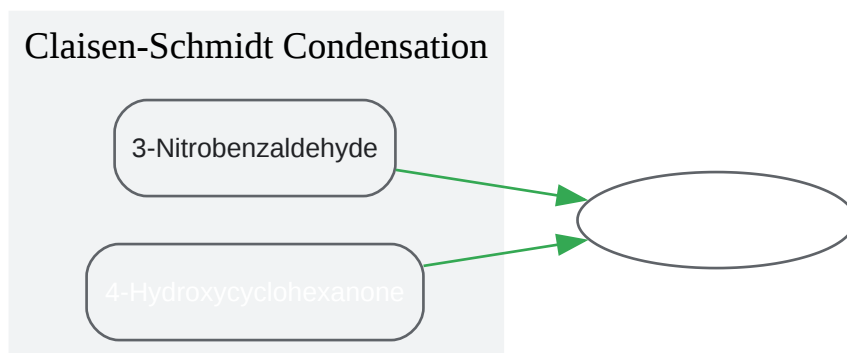 Claisen-Schmidt Condensation
3-Nitrobenzaldehyde
4-Hydroxycyclohexanone